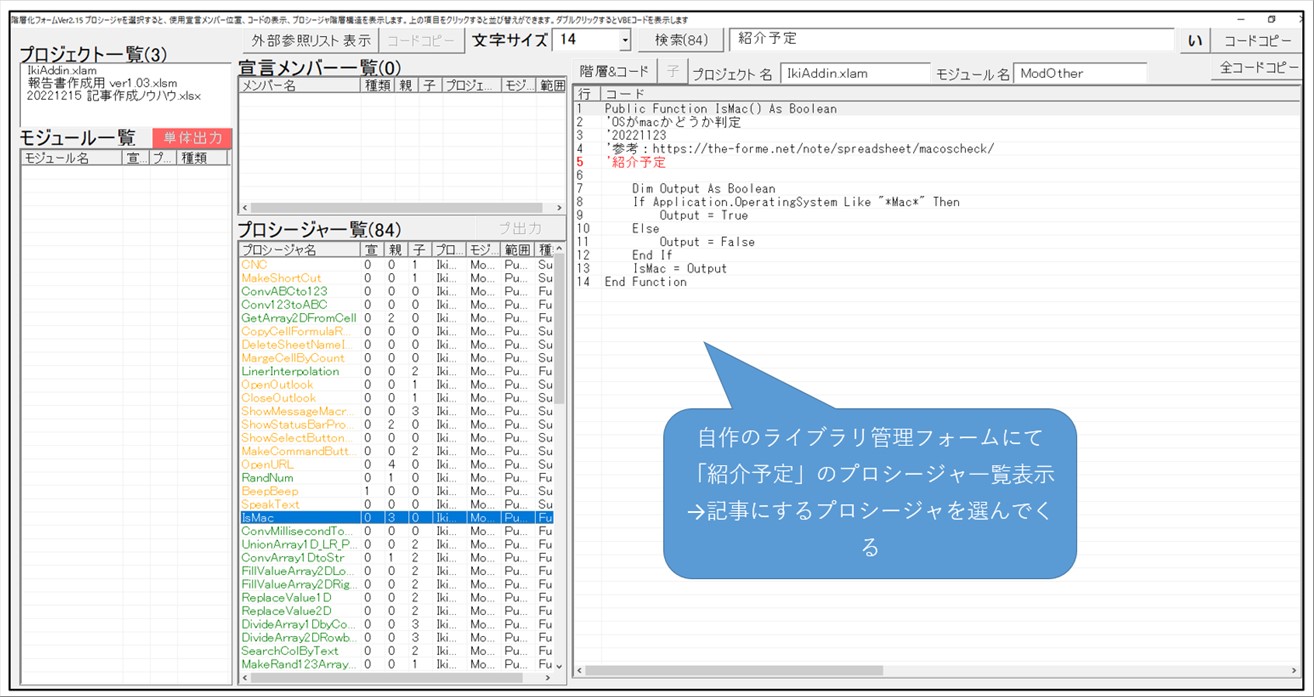 階層化フォームVer2.15 プロシージャを選択すると、使用宣言メンバー位置、コードの表示、プロシージャ階層構造を表示します。上の項目をクリックすると並び替えができます。ダブルクリックするとVBEコードを表示します
外部参照リスト表示 コードコピー 文字サイズ 14 検索(84) 紹介予定 い コードコピー
プロジェクト一覧(3)
IkiAddin.xlam
報告書作成用 ver1.03.xlsm
20221215 記事作成ノウハウ.xlsx
モジュール一覧 単体出力
モジュール名 宣... プ... 種類
宣言メンバー一覧(0)
メンバー名 種類 親 子 プロジェ... モジ... 範囲
プロシージャ一覧(84) プ出力
プロシージャ名 宣 親 子 プロ... モジ... 範囲 種
CNC 0 0 1 Iki... Mo... Pu... Su
MakeShortCut 0 0 1 Iki... Mo... Pu... Su
ConvABCto123 0 0 0 Iki... Mo... Pu... Fu
Conv123toABC 0 0 0 Iki... Mo... Pu... Fu
GetArray2DFromCell 0 2 0 Iki... Mo... Pu... Fu
CopyCellFormulaR... 0 0 0 Iki... Mo... Pu... Su
DeleteSheetNameI... 0 0 0 Iki... Mo... Pu... Su
MargeCellByCount 0 0 0 Iki... Mo... Pu... Su
LinerInterpolation 0 0 2 Iki... Mo... Pu... Fu
OpenOutlook 0 0 1 Iki... Mo... Pu... Su
CloseOutlook 0 0 1 Iki... Mo... Pu... Su
ShowMessageMacr... 0 0 3 Iki... Mo... Pu... Su
ShowStatusBarPro... 0 2 0 Iki... Mo... Pu... Su
ShowSelectButton... 0 0 0 Iki... Mo... Pu... Su
MakeCommandButt... 0 0 2 Iki... Mo... Pu... Su
OpenURL 0 4 0 Iki... Mo... Pu... Su
RandNum 0 1 0 Iki... Mo... Pu... Fu
BeepBeep 1 0 0 Iki... Mo... Pu... Su
SpeakText 0 0 0 Iki... Mo... Pu... Su
IsMac 0 3 0 Iki... Mo... Pu... Fu
ConvMillisecondTo... 0 0 0 Iki... Mo... Pu... Fu
UnionArray1D_LR_P... 0 0 2 Iki... Mo... Pu... Fu
ConvArray1DtoStr 0 1 2 Iki... Mo... Pu... Fu
FillValueArray2DLo... 0 0 2 Iki... Mo... Pu... Fu
FillValueArray2DRig... 0 0 2 Iki... Mo... Pu... Fu
ReplaceValue1D 0 0 2 Iki... Mo... Pu... Fu
ReplaceValue2D 0 0 2 Iki... Mo... Pu... Fu
DivideArray1DbyCo... 0 0 3 Iki... Mo... Pu... Fu
DivideArray2DRowb... 0 0 3 Iki... Mo... Pu... Fu
SearchColByText 0 0 2 Iki... Mo... Pu... Fu
MakeRand123Array... 0 0 1 Iki... Mo... Pu... Fu
階層&コード 子 プロジェクト名 IkiAddin.xlam モジュール名 ModOther 全コードコピー
行 コード
1 Public Function IsMac() As Boolean
2 'OSがmacかどうか判定
3 '20221123
4 '参考：https://the-forme.net/note/spreadsheet/macoscheck/
5 '紹介予定
6
7 Dim Output As Boolean
8 If Application.OperatingSystem Like "*Mac*" Then
9 Output = True
10 Else
11 Output = False
12 End If
13 IsMac = Output
14 End Function
自作のライブラリ管理フォームにて
「紹介予定」のプロシージャ一覧表示
→記事にするプロシージャを選んでく
る